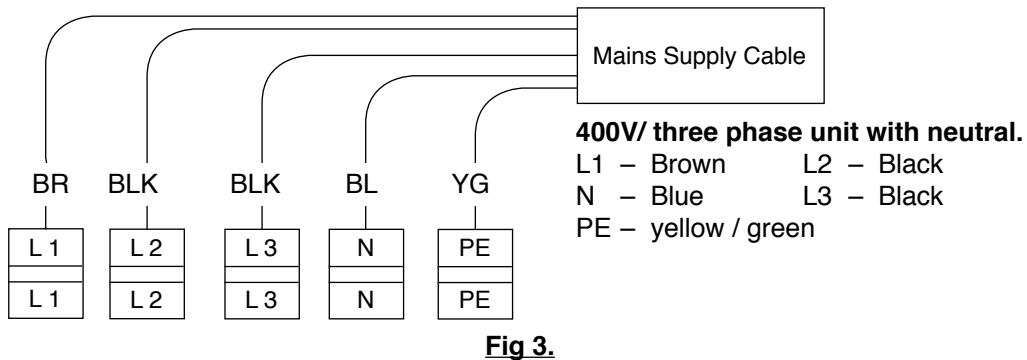 Mains Supply Cable
400V/ three phase unit with neutral.
L1 – Brown L2 – Black
N – Blue L3 – Black
PE – yellow / green
BR BLK BLK BL YG
L 1 L 2 L 3 N PE
L 1 L 2 L 3 N PE
Fig 3.